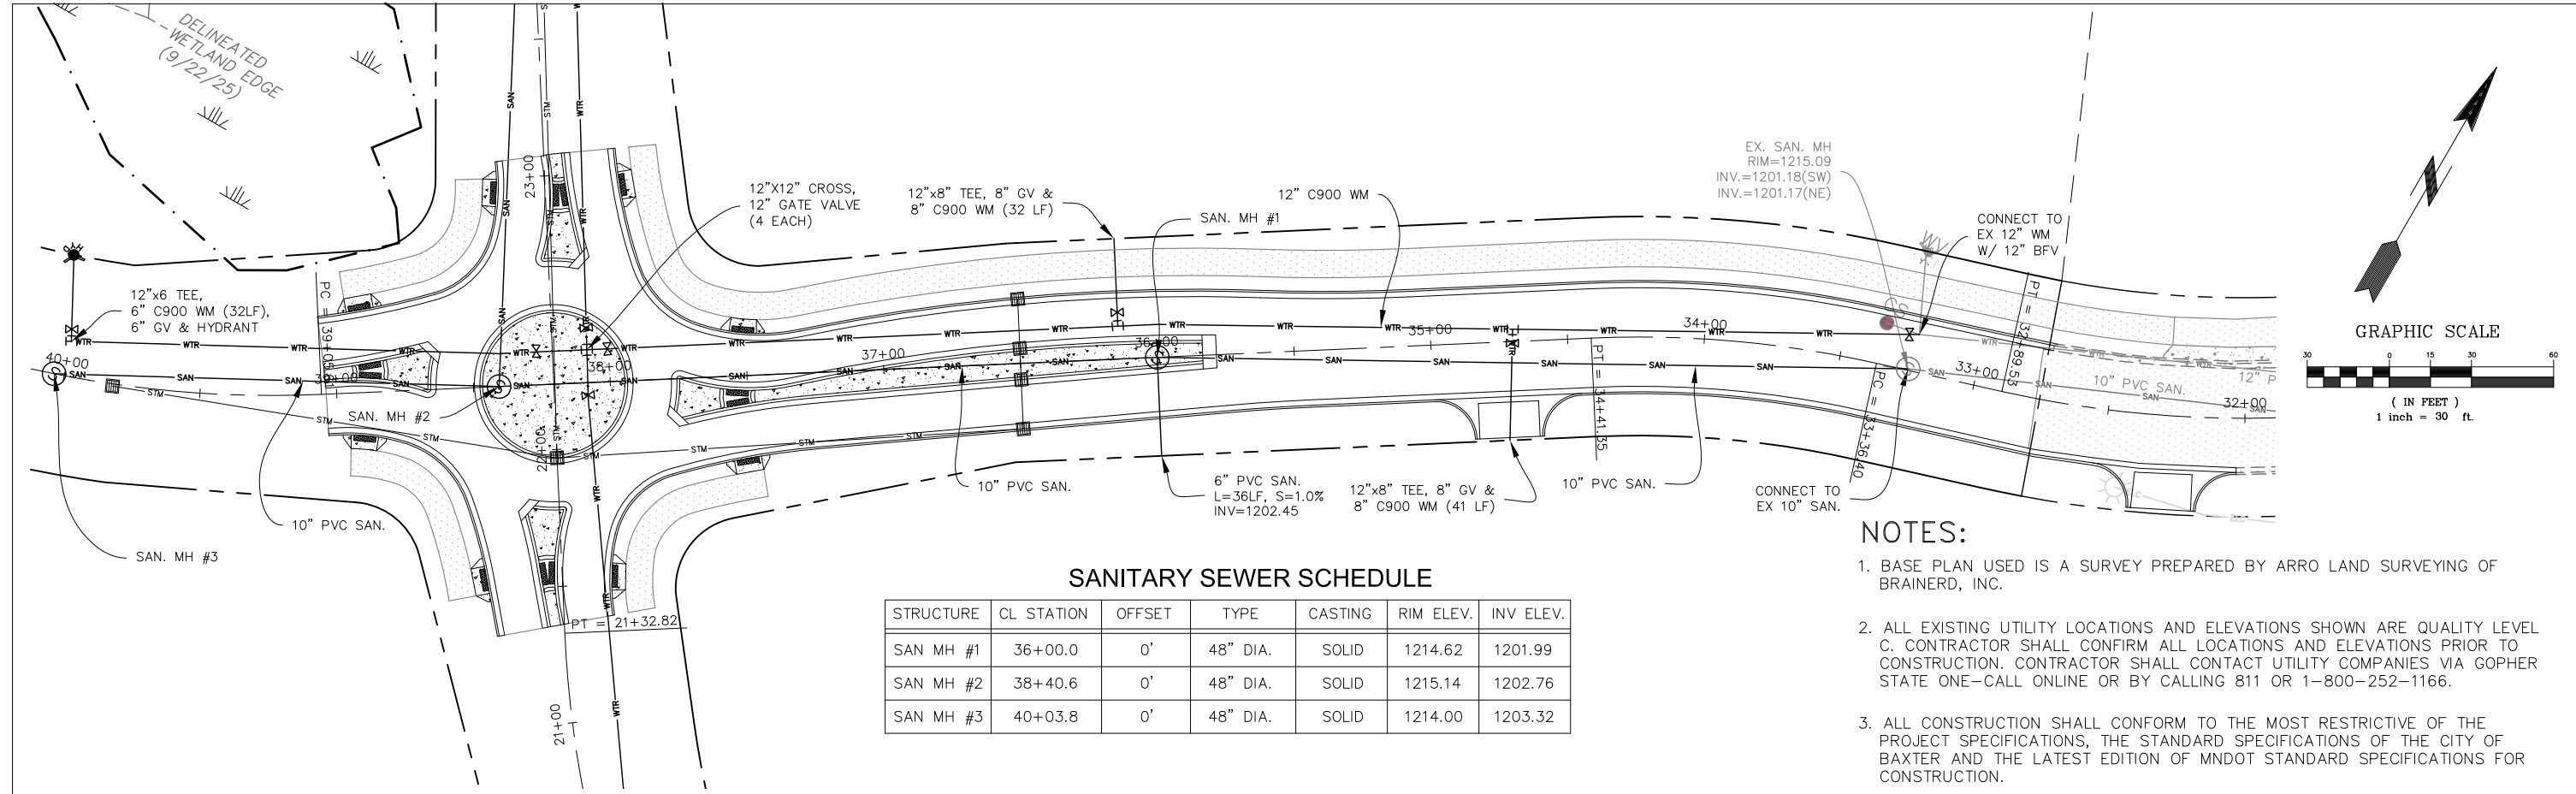 DELINEATED
WETLAND EDGE
(9/22/25)
12"x6 TEE,
6" C900 WM (32LF),
6" GV & HYDRANT
40+00
39+00
38+00
37+00
36+00
35+00
34+00
33+00
32+00
23+00
22+00
21+00
SAN. MH #2
10" PVC SAN.
SAN. MH #3
12"X12" CROSS,
12" GATE VALVE
(4 EACH)
12"x8" TEE, 8" GV &
8" C900 WM (32 LF)
SAN. MH #1
12" C900 WM
EX. SAN. MH
RIM=1215.09
INV.=1201.18(SW)
INV.=1201.17(NE)
CONNECT TO
EX 12" WM
W/ 12" BFV
PT = 32+89.53
PC = 33+36.40
PT = 34+41.35
PT = 21+32.82
10" PVC SAN.
10" PVC SAN.
6" PVC SAN.
L=36LF, S=1.0%
INV=1202.45
12"x8" TEE, 8" GV &
8" C900 WM (41 LF)
10" PVC SAN.
CONNECT TO
EX 10" SAN.
GRAPHIC SCALE
30 0 15 30 60
( IN FEET )
1 inch = 30 ft.
SANITARY SEWER SCHEDULE
STRUCTURE CL STATION OFFSET TYPE CASTING RIM ELEV. INV ELEV.
SAN MH #1 36+00.0 0' 48" DIA. SOLID 1214.62 1201.99
SAN MH #2 38+40.6 0' 48" DIA. SOLID 1215.14 1202.76
SAN MH #3 40+03.8 0' 48" DIA. SOLID 1214.00 1203.32
NOTES:
1. BASE PLAN USED IS A SURVEY PREPARED BY ARRO LAND SURVEYING OF
BRAINERD, INC.
2. ALL EXISTING UTILITY LOCATIONS AND ELEVATIONS SHOWN ARE QUALITY LEVEL
C. CONTRACTOR SHALL CONFIRM ALL LOCATIONS AND ELEVATIONS PRIOR TO
CONSTRUCTION. CONTRACTOR SHALL CONTACT UTILITY COMPANIES VIA GOPHER
STATE ONE-CALL ONLINE OR BY CALLING 811 OR 1-800-252-1166.
3. ALL CONSTRUCTION SHALL CONFORM TO THE MOST RESTRICTIVE OF THE
PROJECT SPECIFICATIONS, THE STANDARD SPECIFICATIONS OF THE CITY OF
BAXTER AND THE LATEST EDITION OF MNDOT STANDARD SPECIFICATIONS FOR
CONSTRUCTION.